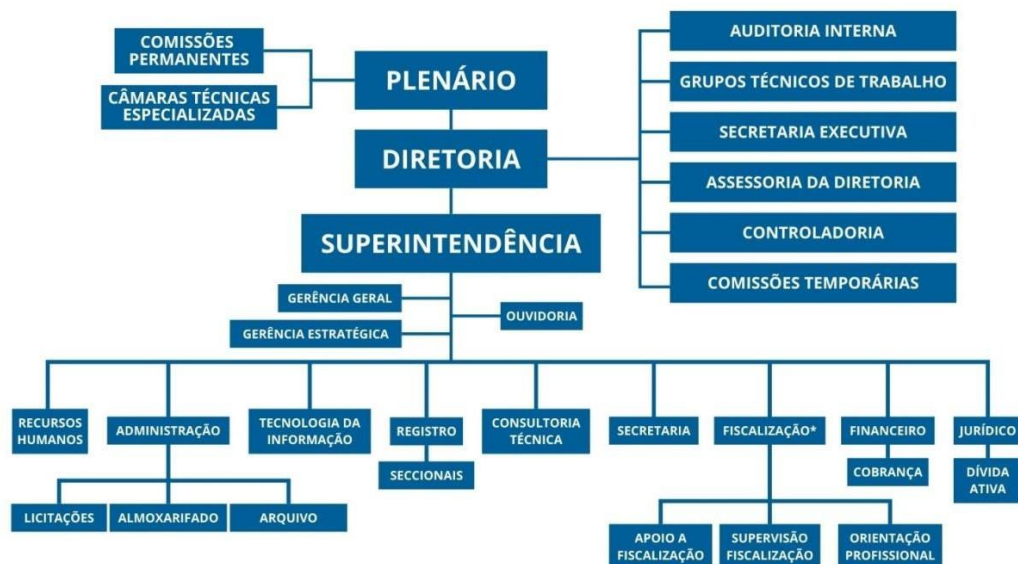 COMISSÕES
PERMANENTES
CÂMARAS TÉCNICAS
ESPECIALIZADAS
PLENÁRIO
DIRETORIA
SUPERINTENDÊNCIA
AUDITORIA INTERNA
GRUPOS TÉCNICOS DE TRABALHO
SECRETARIA EXECUTIVA
ASSESSORIA DA DIRETORIA
CONTROLADORIA
COMISSÕES TEMPORÁRIAS
GERÊNCIA GERAL
OUVIDORIA
GERÊNCIA ESTRATÉGICA
RECURSOS
HUMANOS
ADMINISTRAÇÃO
TECNOLOGIA DA
INFORMAÇÃO
REGISTRO
CONSULTORIA
TÉCNICA
SECRETARIA
FISCALIZAÇÃO*
FINANCEIRO
JURÍDICO
SECCIONAIS
COBRANÇA
DÍVIDA
ATIVA
LICITAÇÕES
ALMOXARIFADO
ARQUIVO
APOIO A
FISCALIZAÇÃO
SUPERVISÃO
FISCALIZAÇÃO
ORIENTAÇÃO
PROFISSIONAL